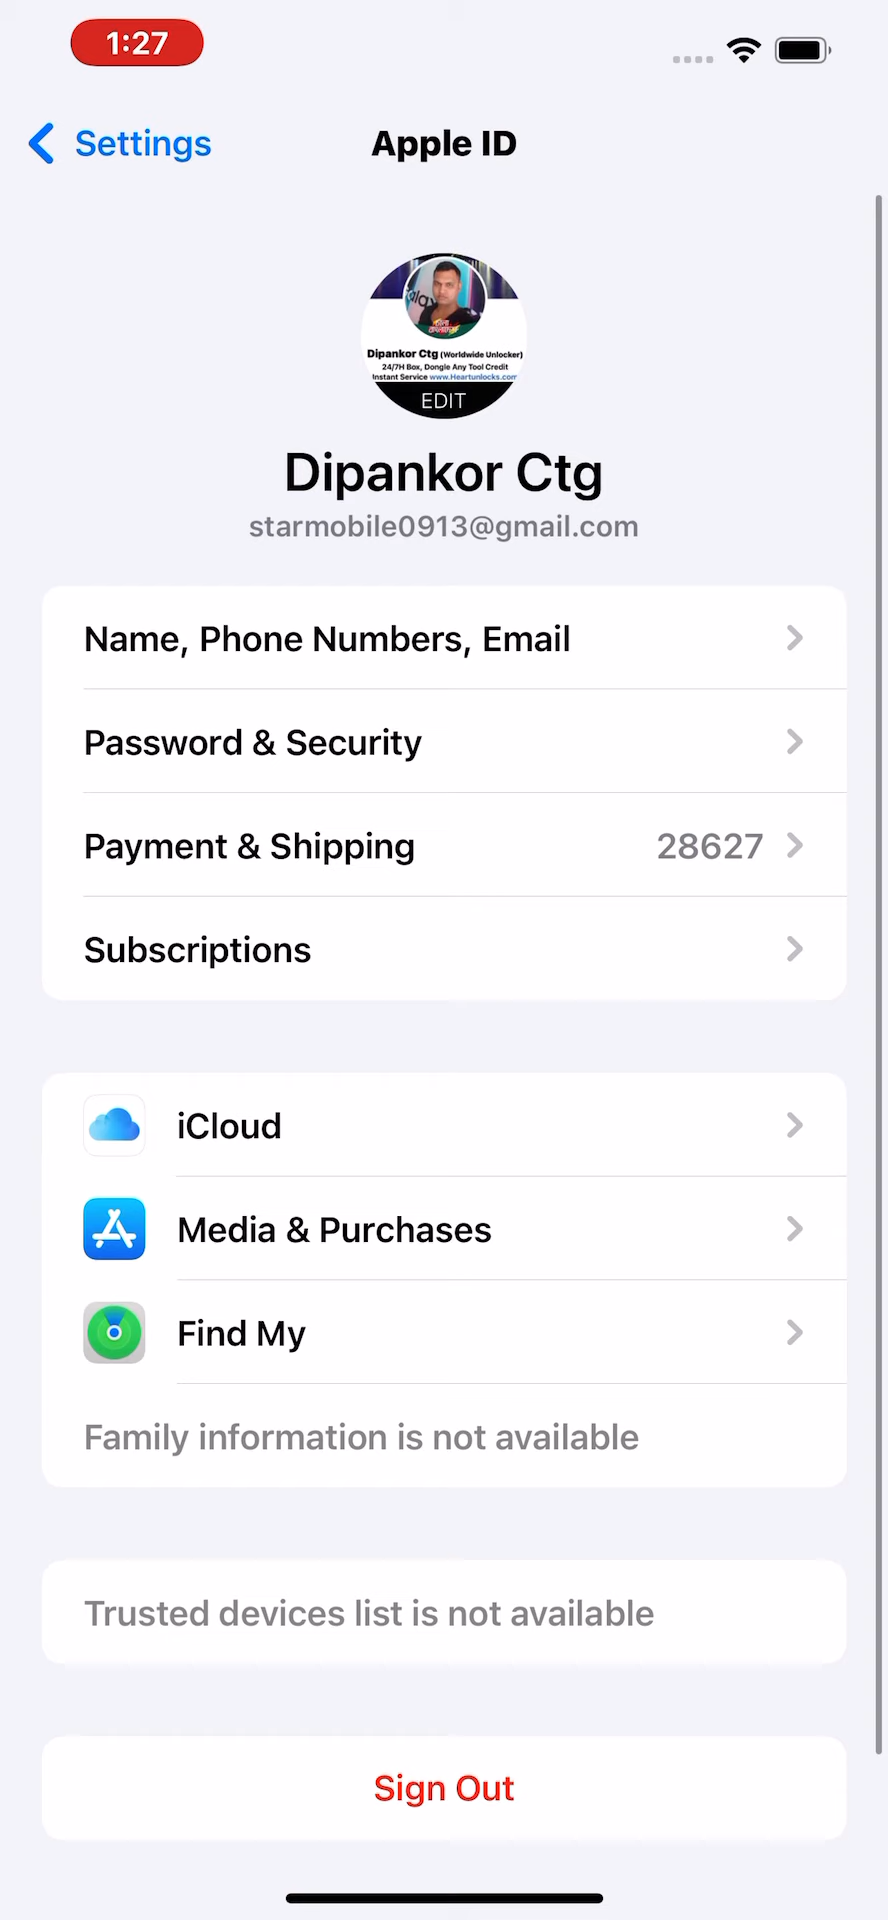 1:27
Settings
Apple ID
Dipankor Ctg (Worldwide Unlocker)
24/7H Box, Dongle Any Tool Credit
Instant Service www.Heartunlocks.com
EDIT
Dipankor Ctg
starmobile0913@gmail.com
Name, Phone Numbers, Email
Password & Security
Payment & Shipping 28627
Subscriptions
iCloud
Media & Purchases
Find My
Family information is not available
Trusted devices list is not available
Sign Out